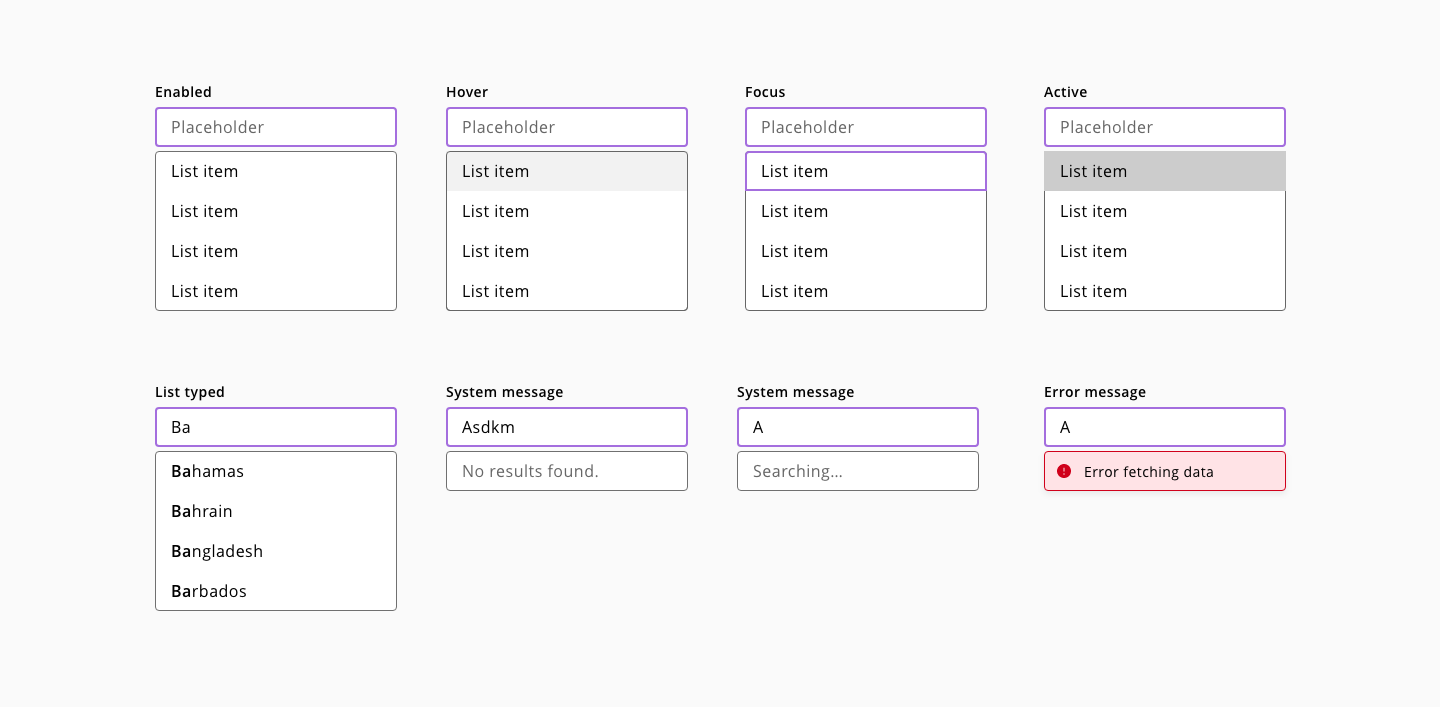 Enabled
Placeholder
List item
List item
List item
List item
Hover
Placeholder
List item
List item
List item
List item
Focus
Placeholder
List item
List item
List item
List item
Active
Placeholder
List item
List item
List item
List item
List typed
Ba
Bahamas
Bahrain
Bangladesh
Barbados
System message
Asdkm
No results found.
System message
A
Searching...
Error message
A
Error fetching data